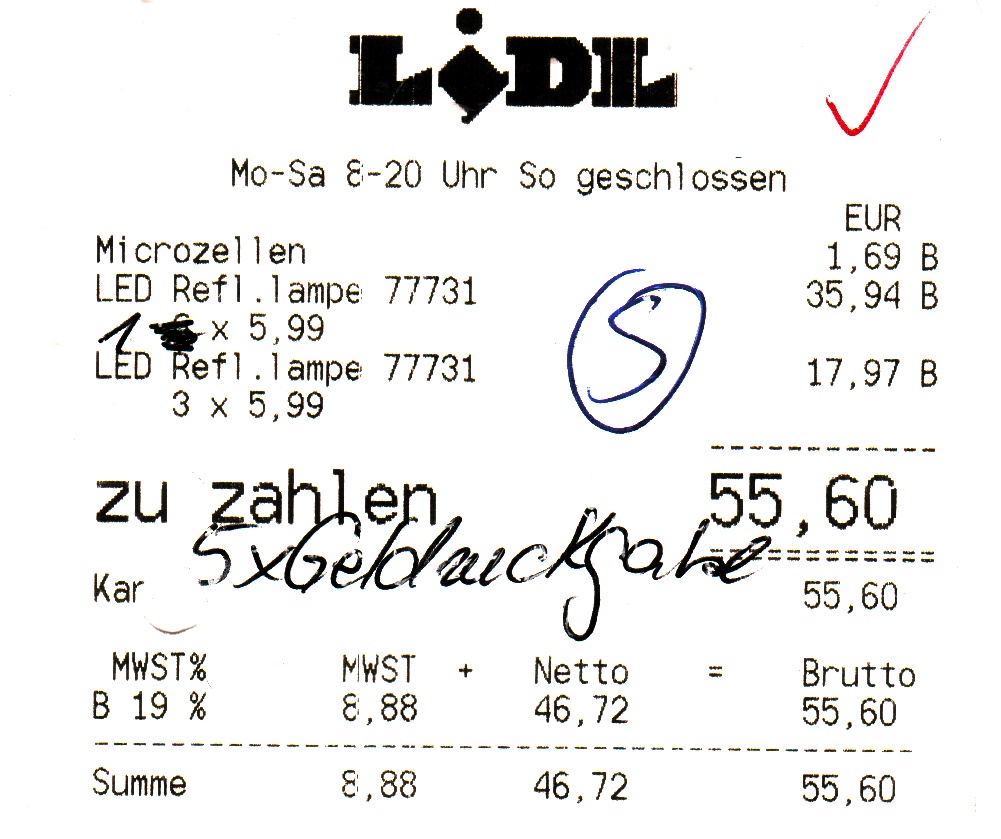 LIDL
Mo-Sa 8-20 Uhr So geschlossen
EUR
Microzellen 1,69 B
LED Refl.lampe 77731 35,94 B
1 x 5,99
LED Refl.lampe 77731 17,97 B
3 x 5,99
S
zu zahlen 55,60
5xGeldruckgabe
Kar 55,60
MWST% MWST + Netto = Brutto
B 19 % 8,88 46,72 55,60
Summe 8,88 46,72 55,60